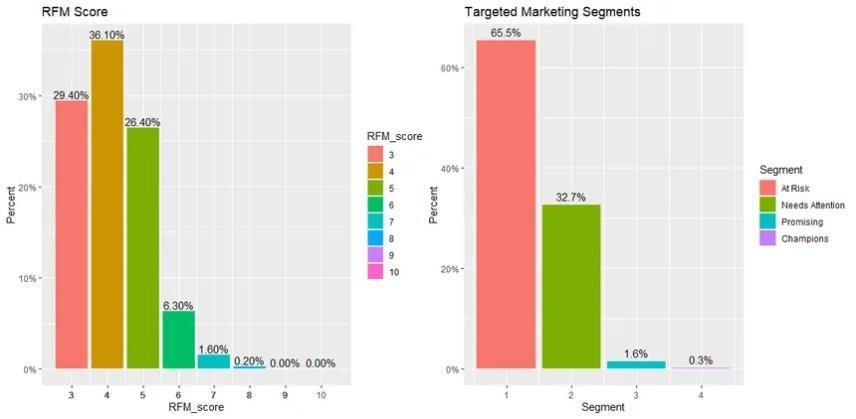 RFM Score
36.10%
29.40%
26.40%
6.30%
1.60%
0.20%
0.00%
0.00%
30%
20%
10%
0%
Percent
3 4 5 6 7 8 9 10
RFM_score
RFM_score
3
4
5
6
7
8
9
10
Targeted Marketing Segments
65.5%
32.7%
1.6%
0.3%
60%
40%
20%
0%
Percent
1 2 3 4
Segment
Segment
At Risk
Needs Attention
Promising
Champions